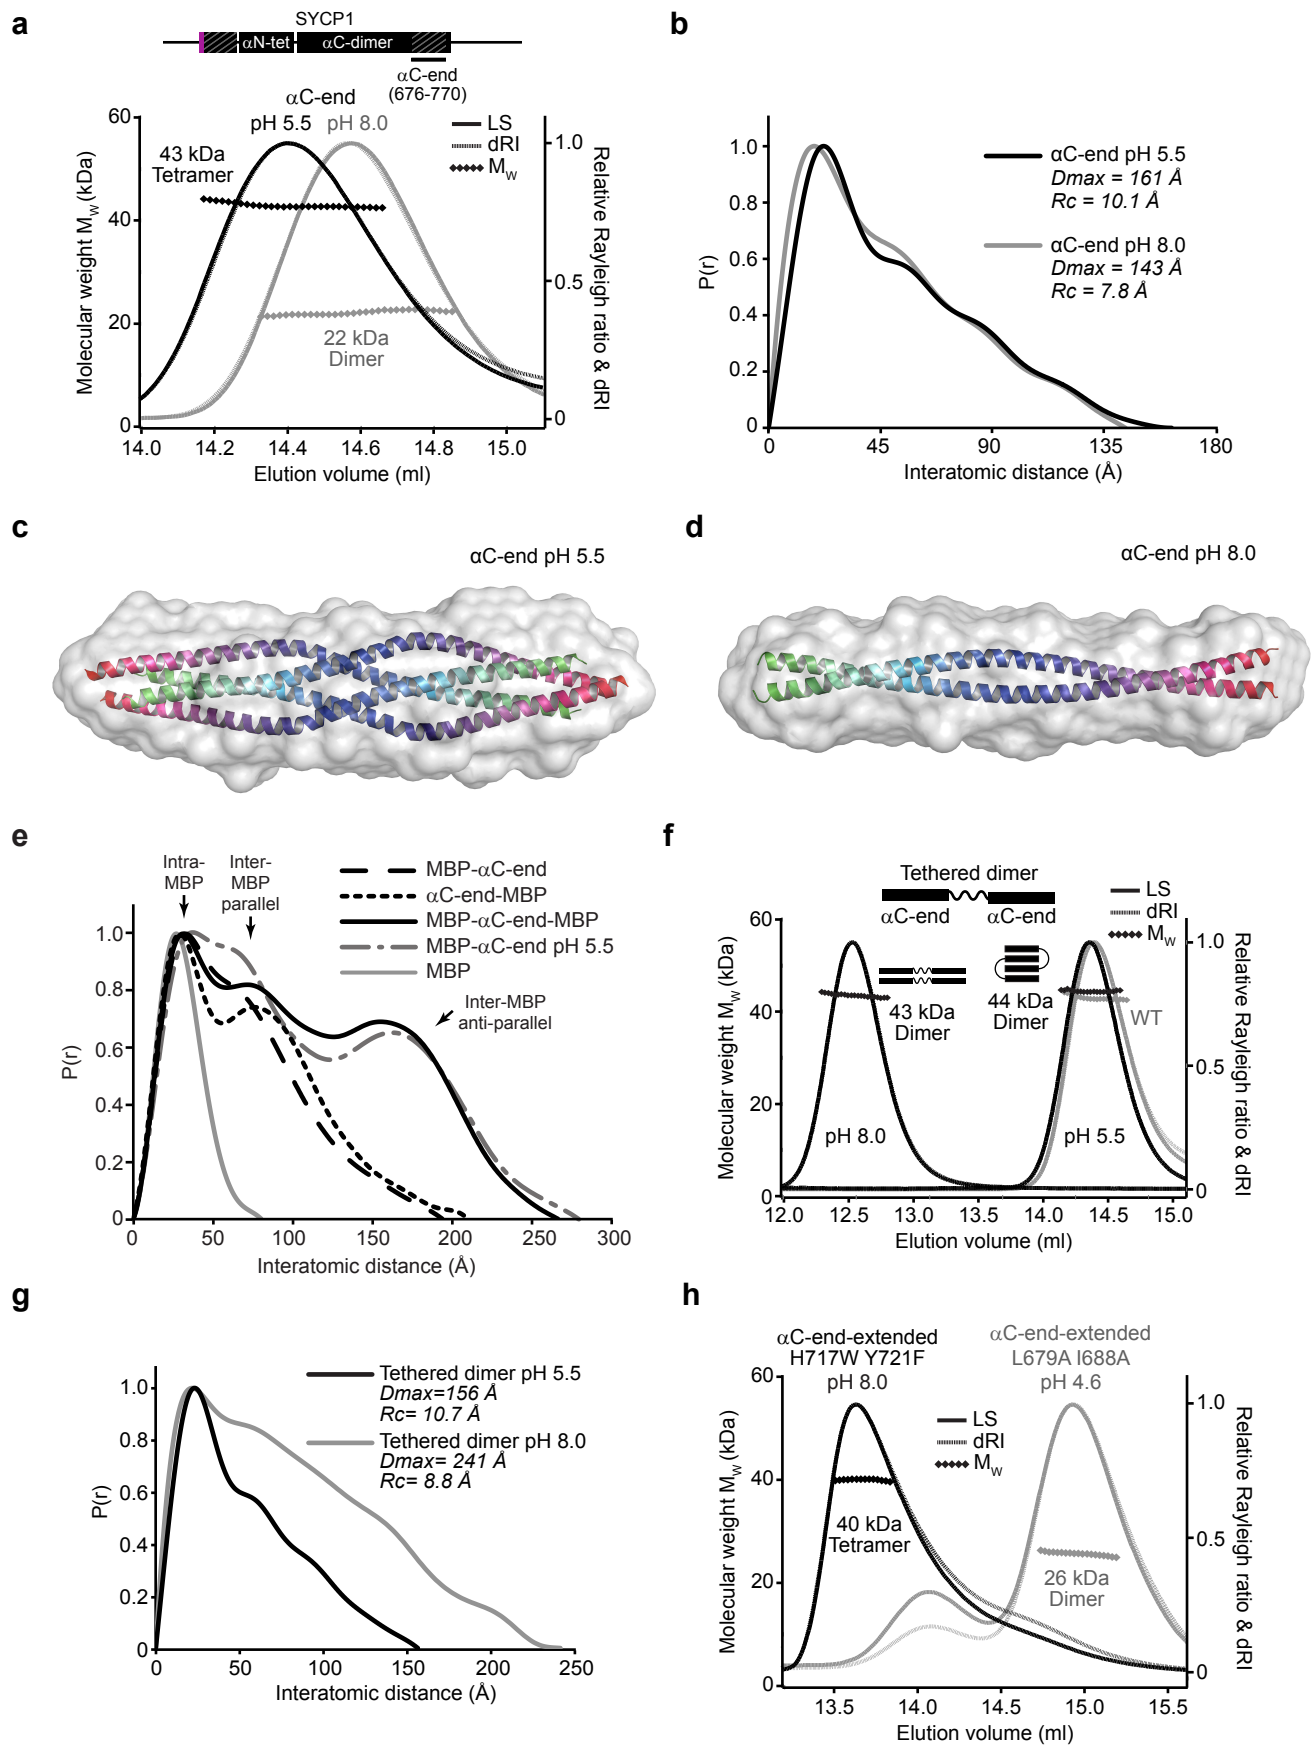 a
SYCP1
αN-tet
αC-dimer
αC-end
(676-770)
αC-end
pH 5.5
pH 8.0
LS
dRI
Mw
43 kDa
Tetramer
22 kDa
Dimer
Molecular weight Mw (kDa)
Relative Rayleigh ratio & dRI
60
40
20
0
1.0
0.5
0
14.0
14.2
14.4
14.6
14.8
15.0
Elution volume (ml)
b
αC-end pH 5.5
Dmax = 161 Å
Rc = 10.1 Å
αC-end pH 8.0
Dmax = 143 Å
Rc = 7.8 Å
P(r)
1.0
0.8
0.6
0.4
0.2
0
0
45
90
135
180
Interatomic distance (Å)
c
αC-end pH 5.5
d
αC-end pH 8.0
e
Intra-
MBP
Inter-
MBP
parallel
MBP-αC-end
αC-end-MBP
MBP-αC-end-MBP
MBP-αC-end pH 5.5
MBP
Inter-MBP
anti-parallel
P(r)
1.0
0.8
0.6
0.4
0.2
0
0
50
100
150
200
250
300
Interatomic distance (Å)
f
Tethered dimer
αC-end
αC-end
LS
dRI
Mw
43 kDa
Dimer
44 kDa
Dimer
WT
pH 8.0
pH 5.5
Molecular weight Mw (kDa)
Relative Rayleigh ratio & dRI
60
40
20
0
1.0
0.5
0
12.0
12.5
13.0
13.5
14.0
14.5
15.0
Elution volume (ml)
g
Tethered dimer pH 5.5
Dmax=156 Å
Rc= 10.7 Å
Tethered dimer pH 8.0
Dmax= 241 Å
Rc= 8.8 Å
P(r)
1.0
0.8
0.6
0.4
0.2
0
0
50
100
150
200
250
Interatomic distance (Å)
h
αC-end-extended
H717W Y721F
pH 8.0
αC-end-extended
L679A I688A
pH 4.6
LS
dRI
Mw
40 kDa
Tetramer
26 kDa
Dimer
Molecular weight Mw (kDa)
Relative Rayleigh ratio & dRI
60
40
20
0
1.0
0.5
0
13.5
14.0
14.5
15.0
15.5
Elution volume (ml)